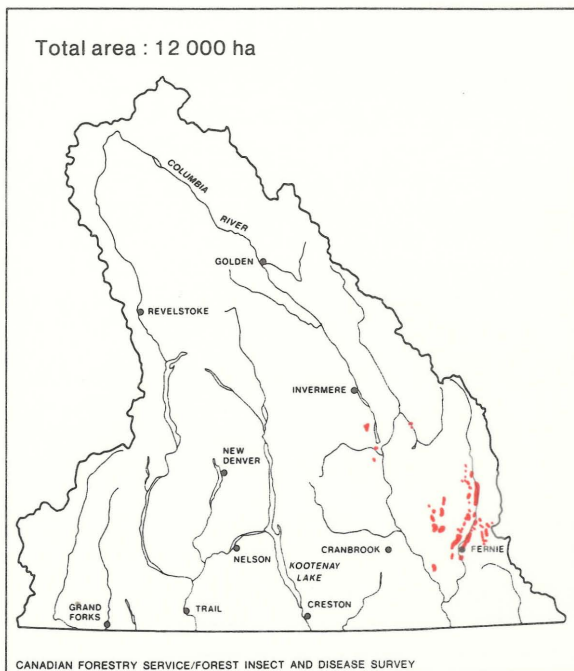 Total area : 12 000 ha
COLUMBIA
RIVER
GOLDEN
REVELSTOKE
INVERMERE
NEW
DENVER
NELSON
KOOTENAY
LAKE
CRANBROOK
FERNIE
GRAND
FORKS
TRAIL
CRESTON
CANADIAN FORESTRY SERVICE/FOREST INSECT AND DISEASE SURVEY